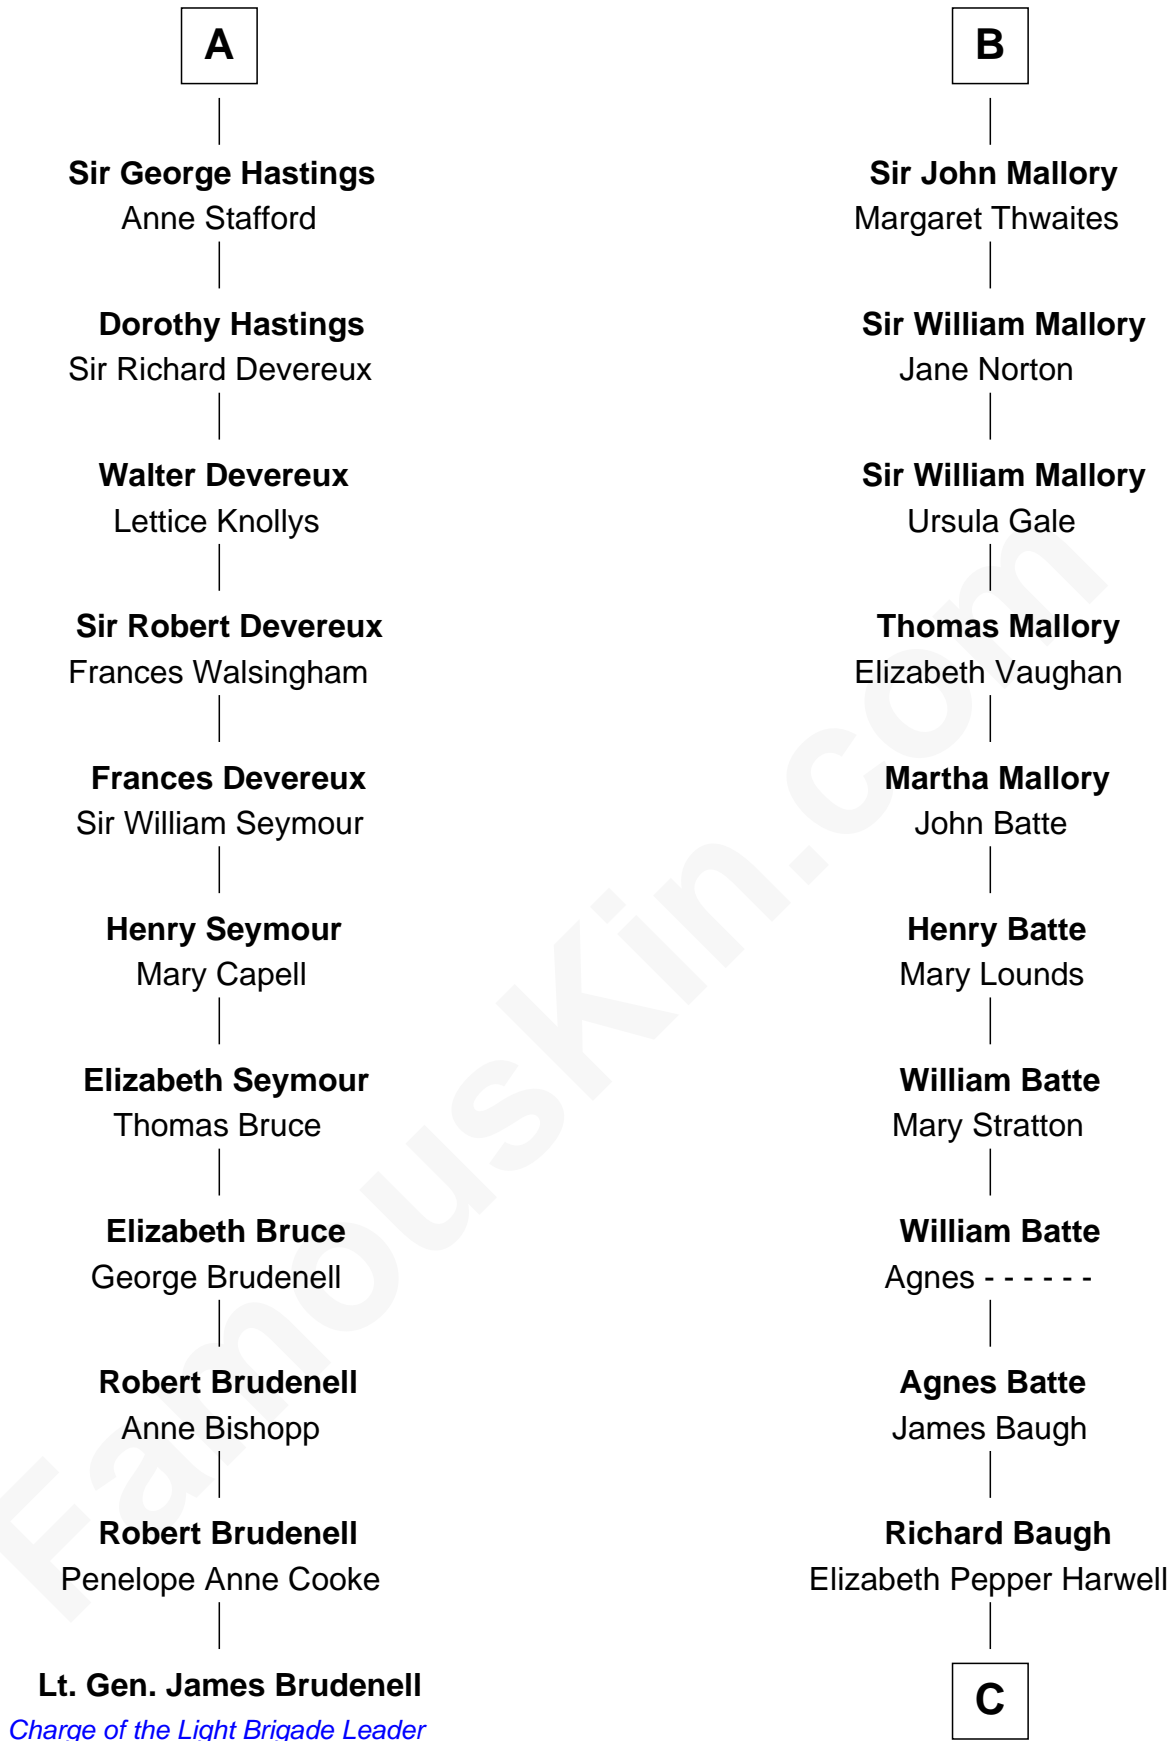 A
Sir George Hastings
Anne Stafford
Dorothy Hastings
Sir Richard Devereux
Walter Devereux
Lettice Knollys
Sir Robert Devereux
Frances Walsingham
Frances Devereux
Sir William Seymour
Henry Seymour
Mary Capell
Elizabeth Seymour
Thomas Bruce
Elizabeth Bruce
George Brudenell
Robert Brudenell
Anne Bishopp
Robert Brudenell
Penelope Anne Cooke
Lt. Gen. James Brudenell
Charge of the Light Brigade Leader
B
Sir John Mallory
Margaret Thwaites
Sir William Mallory
Jane Norton
Sir William Mallory
Ursula Gale
Thomas Mallory
Elizabeth Vaughan
Martha Mallory
John Batte
Henry Batte
Mary Lounds
William Batte
Mary Stratton
William Batte
Agnes - - - - - -
Agnes Batte
James Baugh
Richard Baugh
Elizabeth Pepper Harwell
C
FamousKin.com